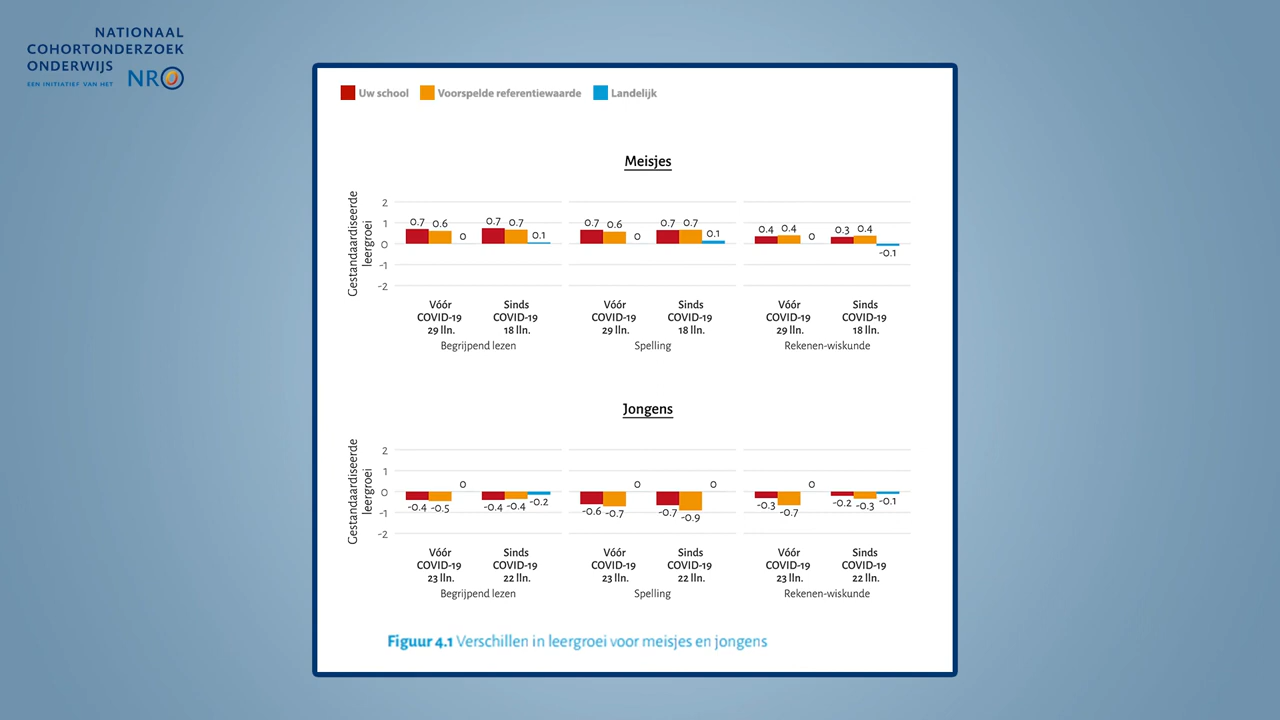 NATIONAAL
COHORTONDERZOEK
ONDERWIJS
EEN INITIATIEF VAN HET NRO
Uw school Voorspelde referentiewaarde Landelijk
Meisjes
Gestandaardiseerde
leergroei
2
1
0
-1
-2
0.7 0.6 0 0.7 0.7 0.1
0.7 0.6 0 0.7 0.7 0.1
0.4 0.4 0 0.3 0.4 -0.1
Vóór Sinds Vóór Sinds Vóór Sinds
COVID-19 COVID-19 COVID-19 COVID-19 COVID-19 COVID-19
29 lln. 18 lln. 29 lln. 18 lln. 29 lln. 18 lln.
Begrijpend lezen Spelling Rekenen-wiskunde
Jongens
Gestandaardiseerde
leergroei
2
1
0
-1
-2
-0.4 -0.5 0 -0.4 -0.4 -0.2
-0.6 -0.7 0 -0.7 -0.9 0
-0.3 -0.7 0 -0.2 -0.3 -0.1
Vóór Sinds Vóór Sinds Vóór Sinds
COVID-19 COVID-19 COVID-19 COVID-19 COVID-19 COVID-19
23 lln. 22 lln. 23 lln. 22 lln. 23 lln. 22 lln.
Begrijpend lezen Spelling Rekenen-wiskunde
Figuur 4.1 Verschillen in leergroei voor meisjes en jongens